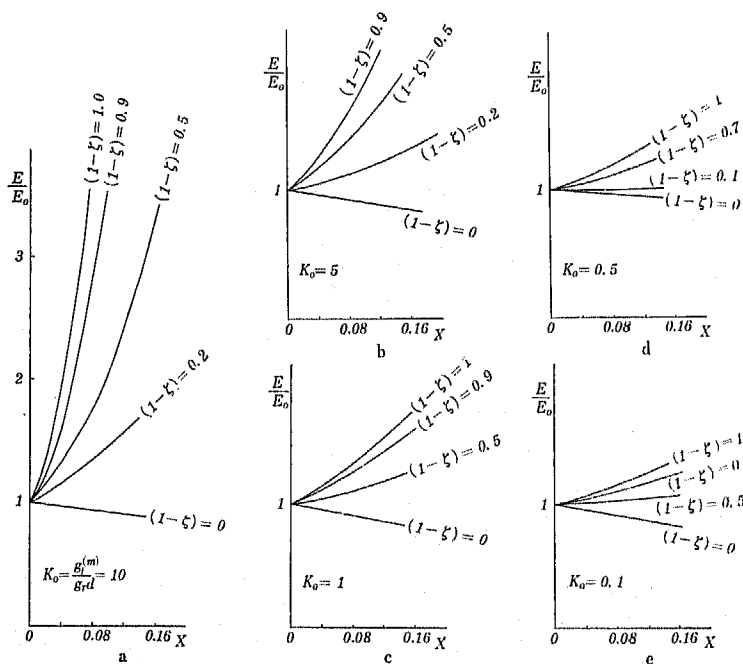 E/E₀
3
2
1
(1−ζ)=1.0
(1−ζ)=0.9
(1−ζ)=0.5
(1−ζ)=0.2
(1−ζ)=0
K₀=g_j^(m)/g_r d=10
0 0.08 0.16 X
a
E/E₀
1
(1−ζ)=0.9
(1−ζ)=0.5
(1−ζ)=0.2
(1−ζ)=0
K₀=5
0 0.08 0.16 X
b
E/E₀
1
(1−ζ)=1
(1−ζ)=0.9
(1−ζ)=0.5
(1−ζ)=0
K₀=1
0 0.08 0.16 X
c
E/E₀
1
(1−ζ)=1
(1−ζ)=0.7
(1−ζ)=0.1
(1−ζ)=0
K₀=0.5
0 0.08 0.16 X
d
E/E₀
1
(1−ζ)=1
(1−ζ)=0
(1−ζ)=0.5
(1−ζ)=0
K₀=0.1
0 0.08 0.16 X
e